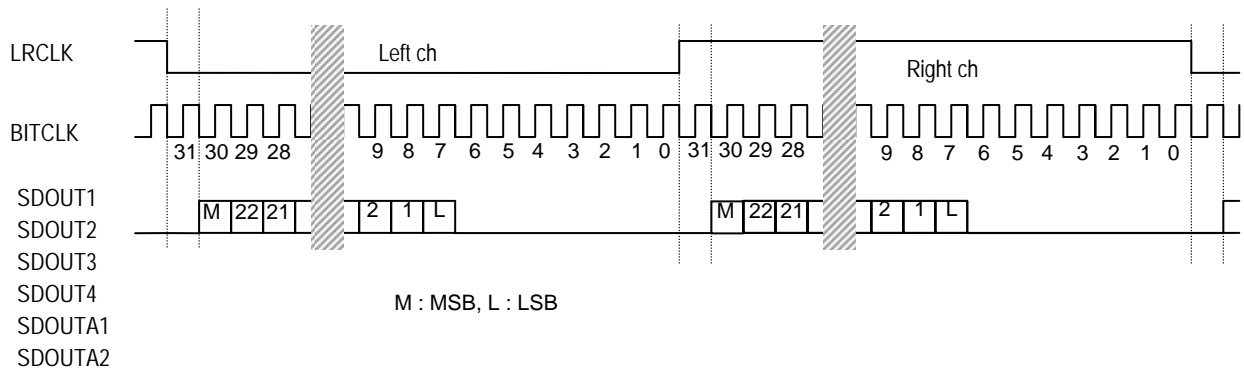 LRCLK
Left ch
Right ch
BITCLK
31 30 29 28 9 8 7 6 5 4 3 2 1 0 31 30 29 28 9 8 7 6 5 4 3 2 1 0
SDOUT1
M 22 21 2 1 L M 22 21 2 1 L
SDOUT2
SDOUT3
SDOUT4
M : MSB, L : LSB
SDOUTA1
SDOUTA2